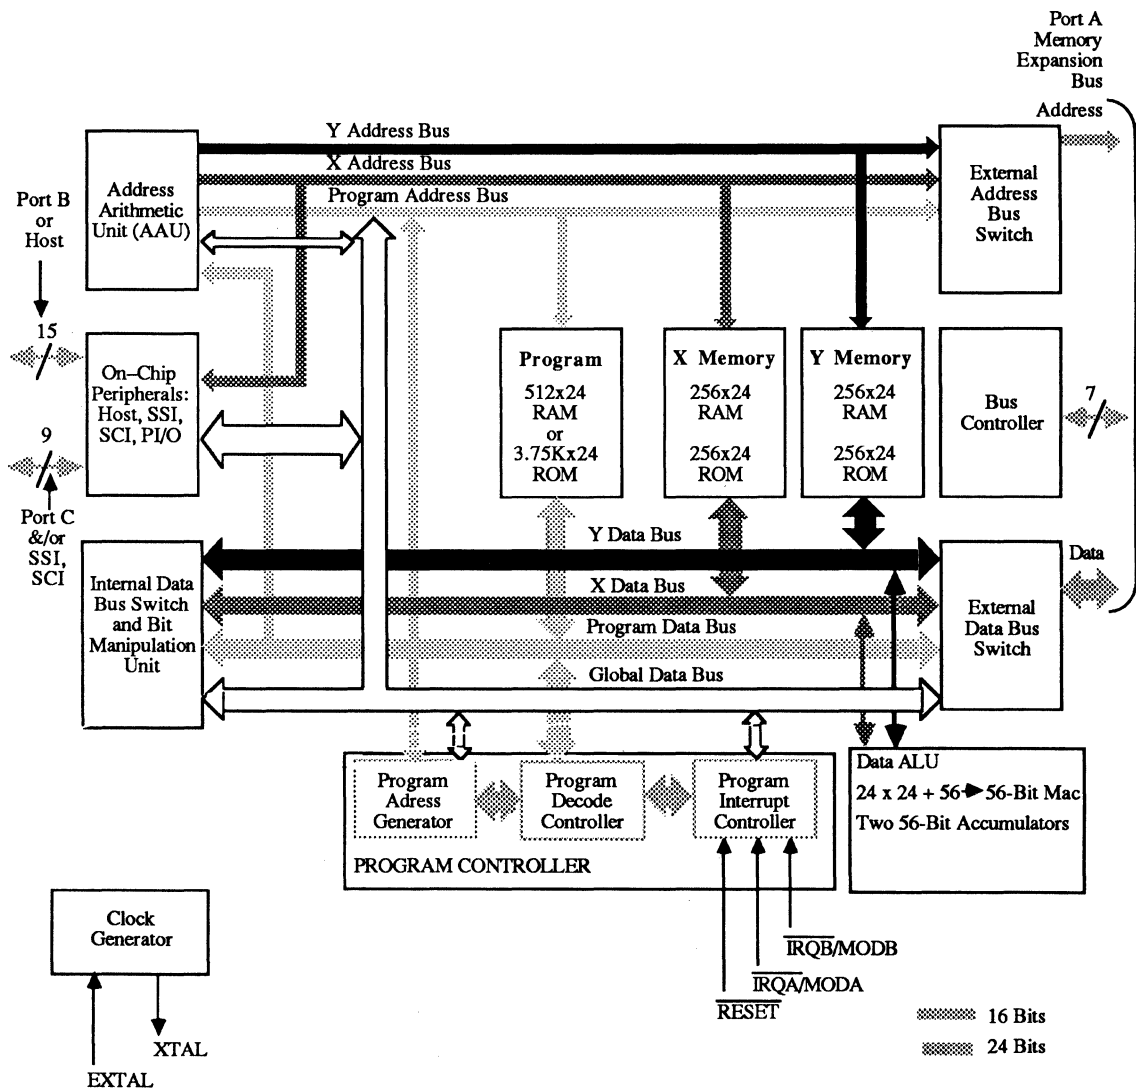 Port A
Memory
Expansion
Bus
Address
Y Address Bus
X Address Bus
Program Address Bus
Address
Arithmetic
Unit (AAU)
External
Address
Bus
Switch
Port B
or
Host
15
On–Chip
Peripherals:
Host, SSI,
SCI, PI/O
9
Port C
&/or
SSI,
SCI
Program
512x24
RAM
or
3.75Kx24
ROM
X Memory
256x24
RAM
256x24
ROM
Y Memory
256x24
RAM
256x24
ROM
Bus
Controller
7
Y Data Bus
X Data Bus
Program Data Bus
Global Data Bus
Internal Data
Bus Switch
and Bit
Manipulation
Unit
External
Data Bus
Switch
Data
Program
Adress
Generator
Program
Decode
Controller
Program
Interrupt
Controller
PROGRAM CONTROLLER
Data ALU
24 x 24 + 56 56-Bit Mac
Two 56-Bit Accumulators
Clock
Generator
IRQB/MODB
IRQA/MODA
RESET
XTAL
EXTAL
16 Bits
24 Bits